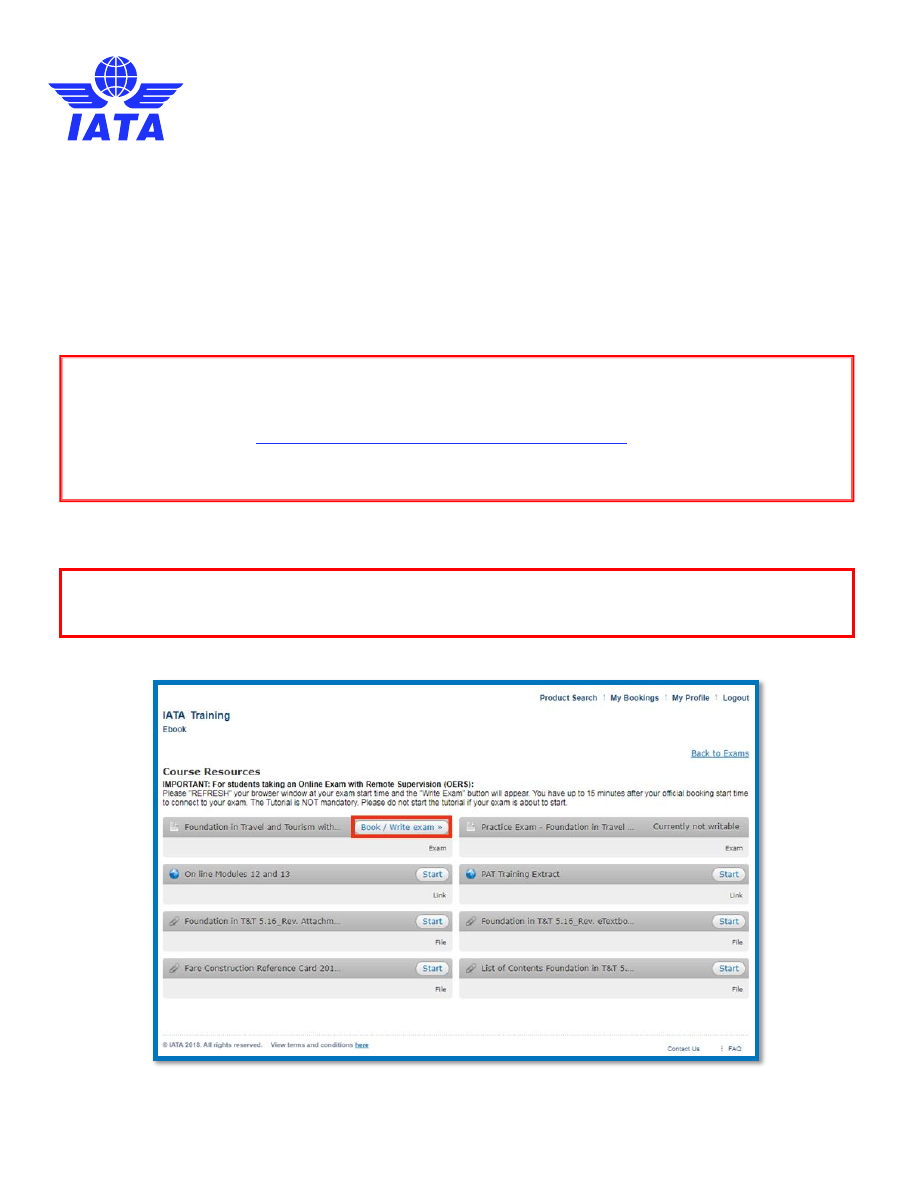 IATA
Product Search
My Bookings
My Profile
Logout
IATA Training
Ebook
Back to Exams
Course Resources
IMPORTANT: For students taking an Online Exam with Remote Supervision (OERS):
Please "REFRESH" your browser window at your exam start time and the "Write Exam" button will appear. You have up to 15 minutes after your official booking start time
to connect to your exam. The Tutorial is NOT mandatory. Please do not start the tutorial if your exam is about to start.
Foundation in Travel and Tourism with...
Book / Write exam »
Exam
Practice Exam – Foundation in Travel ...
Currently not writable
Exam
On-line Modules 12 and 13
Start
Link
PAT Training Extract
Start
Link
Foundation in T&T 5.16_Rev. Attachm...
Start
File
Foundation in T&T 5.16_Rev. eTextbo...
Start
File
Fare Construction Reference Card 201...
Start
File
List of Contents Foundation in T&T 5....
Start
File
© IATA 2018. All rights reserved. View terms and conditions here
Contact Us
FAQ